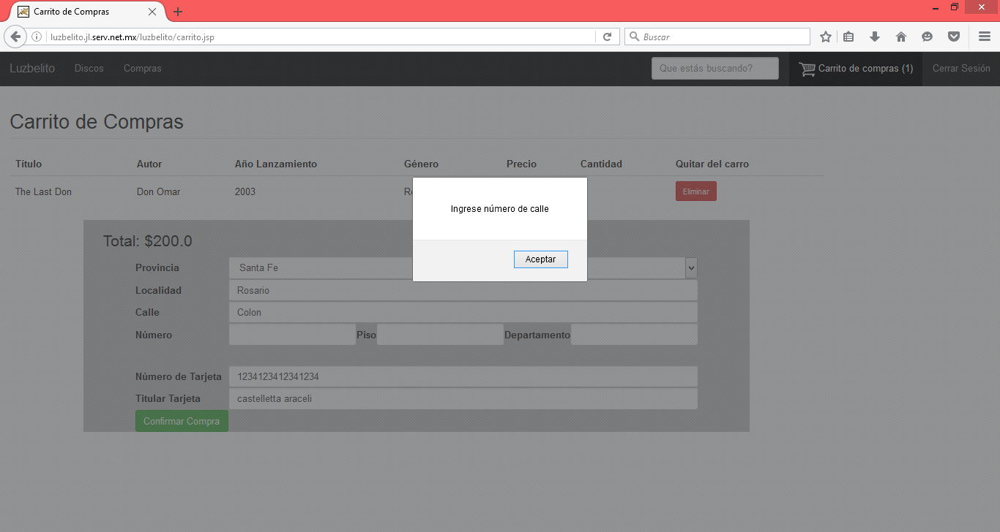 Carrito de Compras
luzbelito.jl.serv.net.mx/luzbelito/carrito.jsp
Buscar
Luzbelito Discos Compras Que estás buscando? Carrito de compras (1) Cerrar Sesión
Carrito de Compras
Título Autor Año Lanzamiento Género Precio Cantidad Quitar del carro
The Last Don Don Omar 2003 Eliminar
Ingrese número de calle
Aceptar
Total: $200.0
Provincia Santa Fe
Localidad Rosario
Calle Colon
Número Piso Departamento
Número de Tarjeta 1234123412341234
Titular Tarjeta castelletta araceli
Confirmar Compra